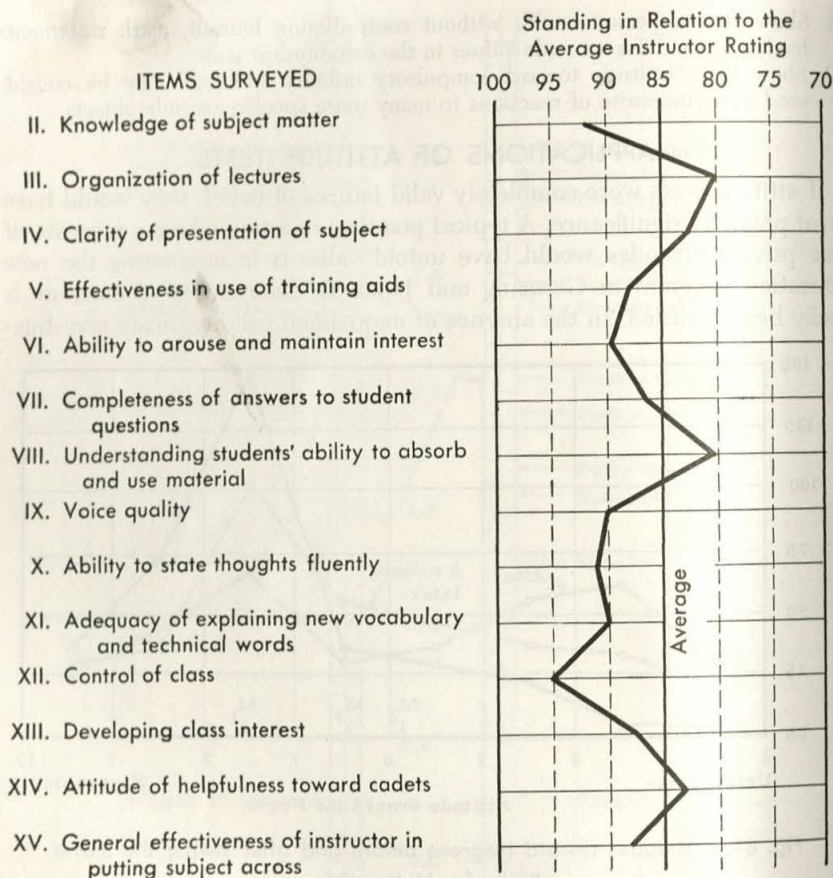 Standing in Relation to the
Average Instructor Rating
ITEMS SURVEYED
100 95 90 85 80 75 70
II. Knowledge of subject matter
III. Organization of lectures
IV. Clarity of presentation of subject
V. Effectiveness in use of training aids
VI. Ability to arouse and maintain interest
VII. Completeness of answers to student
questions
VIII. Understanding students' ability to absorb
and use material
IX. Voice quality
X. Ability to state thoughts fluently
XI. Adequacy of explaining new vocabulary
and technical words
XII. Control of class
XIII. Developing class interest
XIV. Attitude of helpfulness toward cadets
XV. General effectiveness of instructor in
putting subject across
Average